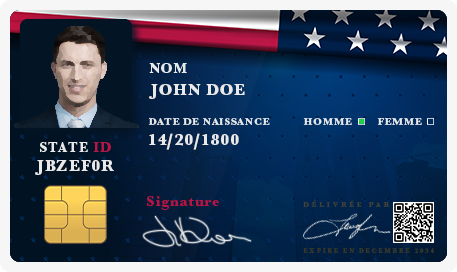 NOM
JOHN DOE
DATE DE NAISSANCE
HOMME FEMME
14/20/1800
STATE ID
JBZEF0R
Signature
DÉLIVRÉE PAR
EXPIRE EN DECEMBRE 2034